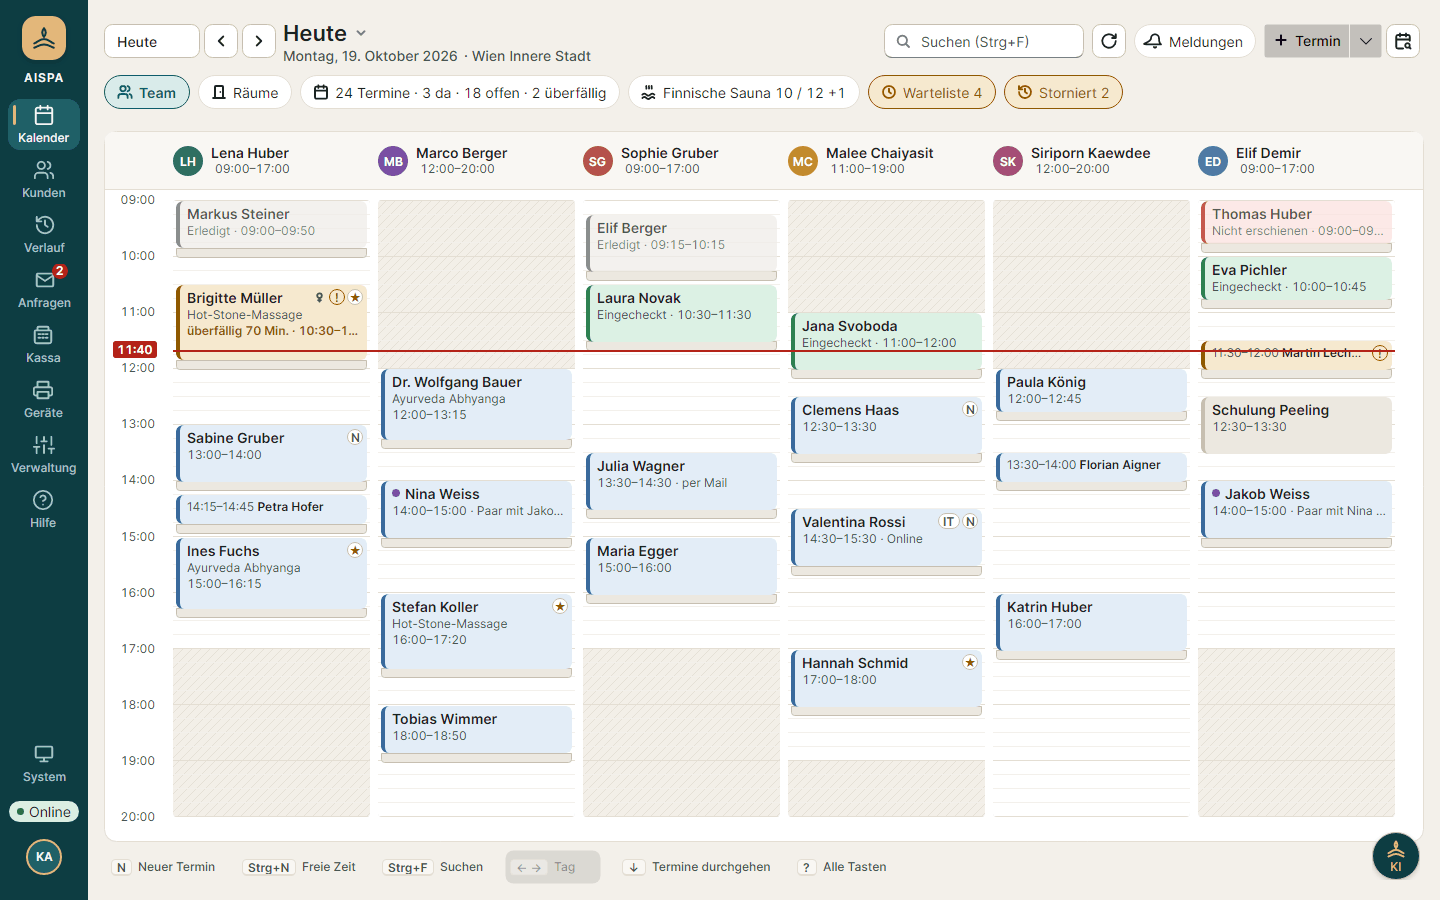 AISPA
Kalender
Kunden
Verlauf
2
Anfragen
Kassa
Geräte
Verwaltung
Hilfe
System
Online
KA
Heute
Heute
Montag, 19. Oktober 2026 · Wien Innere Stadt
Suchen (Strg+F)
Meldungen
+ Termin
Team
Räume
24 Termine · 3 da · 18 offen · 2 überfällig
Finnische Sauna 10 / 12 +1
Warteliste 4
Storniert 2
LH Lena Huber
09:00–17:00
MB Marco Berger
12:00–20:00
SG Sophie Gruber
09:00–17:00
MC Malee Chaiyasit
11:00–19:00
SK Siriporn Kaewdee
12:00–20:00
ED Elif Demir
09:00–17:00
09:00
10:00
11:00
11:40
12:00
13:00
14:00
15:00
16:00
17:00
18:00
19:00
20:00
Markus Steiner
Erledigt · 09:00–09:50
Brigitte Müller
Hot-Stone-Massage
überfällig 70 Min. · 10:30–1...
Sabine Gruber N
13:00–14:00
14:15–14:45 Petra Hofer
Ines Fuchs
Ayurveda Abhyanga
15:00–16:15
Dr. Wolfgang Bauer
Ayurveda Abhyanga
12:00–13:15
Nina Weiss
14:00–15:00 · Paar mit Jako...
Stefan Koller
Hot-Stone-Massage
16:00–17:20
Tobias Wimmer
18:00–18:50
Elif Berger
Erledigt · 09:15–10:15
Laura Novak
Eingecheckt · 10:30–11:30
Julia Wagner
13:30–14:30 · per Mail
Maria Egger
15:00–16:00
Jana Svoboda
Eingecheckt · 11:00–12:00
Clemens Haas N
12:30–13:30
Valentina Rossi IT N
14:30–15:30 · Online
Hannah Schmid
17:00–18:00
Paula König
12:00–12:45
13:30–14:00 Florian Aigner
Katrin Huber
16:00–17:00
Thomas Huber
Nicht erschienen · 09:00–09...
Eva Pichler
Eingecheckt · 10:00–10:45
11:30–12:00 Martin Lech...
Schulung Peeling
12:30–13:30
Jakob Weiss
14:00–15:00 · Paar mit Nina ...
N Neuer Termin
Strg+N Freie Zeit
Strg+F Suchen
← → Tag
↓ Termine durchgehen
? Alle Tasten
KI